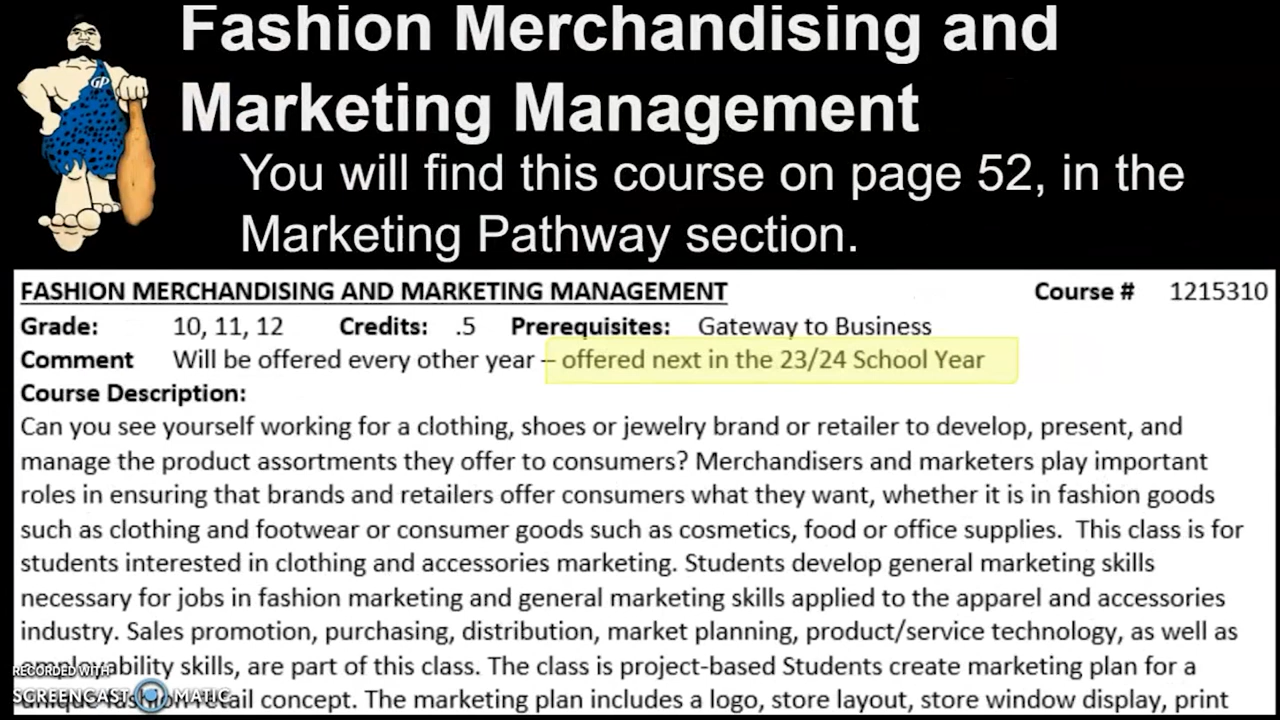 Fashion Merchandising and
Marketing Management
You will find this course on page 52, in the
Marketing Pathway section.
GP
FASHION MERCHANDISING AND MARKETING MANAGEMENT Course # 1215310
Grade: 10, 11, 12 Credits: .5 Prerequisites: Gateway to Business
Comment Will be offered every other year – offered next in the 23/24 School Year
Course Description:
Can you see yourself working for a clothing, shoes or jewelry brand or retailer to develop, present, and
manage the product assortments they offer to consumers? Merchandisers and marketers play important
roles in ensuring that brands and retailers offer consumers what they want, whether it is in fashion goods
such as clothing and footwear or consumer goods such as cosmetics, food or office supplies. This class is for
students interested in clothing and accessories marketing. Students develop general marketing skills
necessary for jobs in fashion marketing and general marketing skills applied to the apparel and accessories
industry. Sales promotion, purchasing, distribution, market planning, product/service technology, as well as
skills, are part of this class. The class is project-based Students create marketing plan for a
concept. The marketing plan includes a logo, store layout, store window display, print
RECORDED WITH
SCREENCAST MATIC